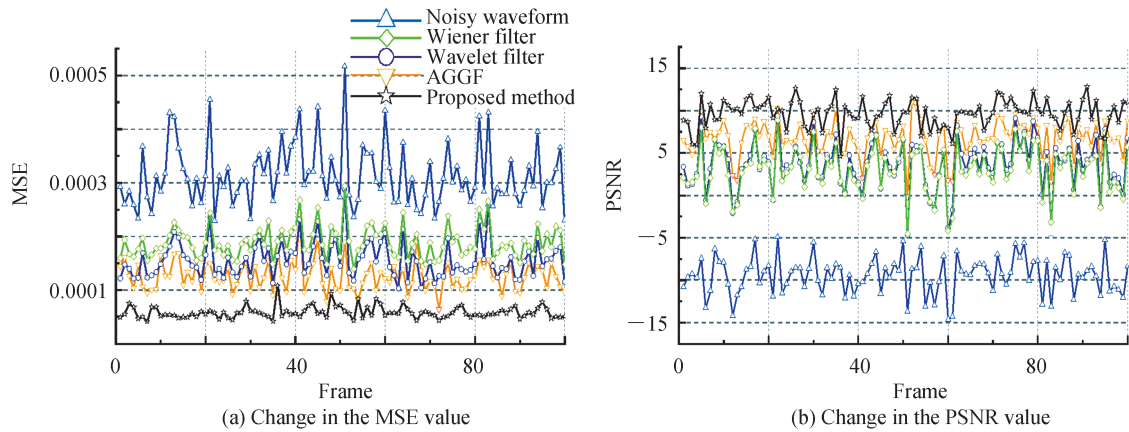 Noisy waveform
Wiener filter
Wavelet filter
AGGF
Proposed method
0.0005
0.0003
0.0001
MSE
0
40
80
Frame
(a) Change in the MSE value
15
5
−5
−15
PSNR
0
40
80
Frame
(b) Change in the PSNR value